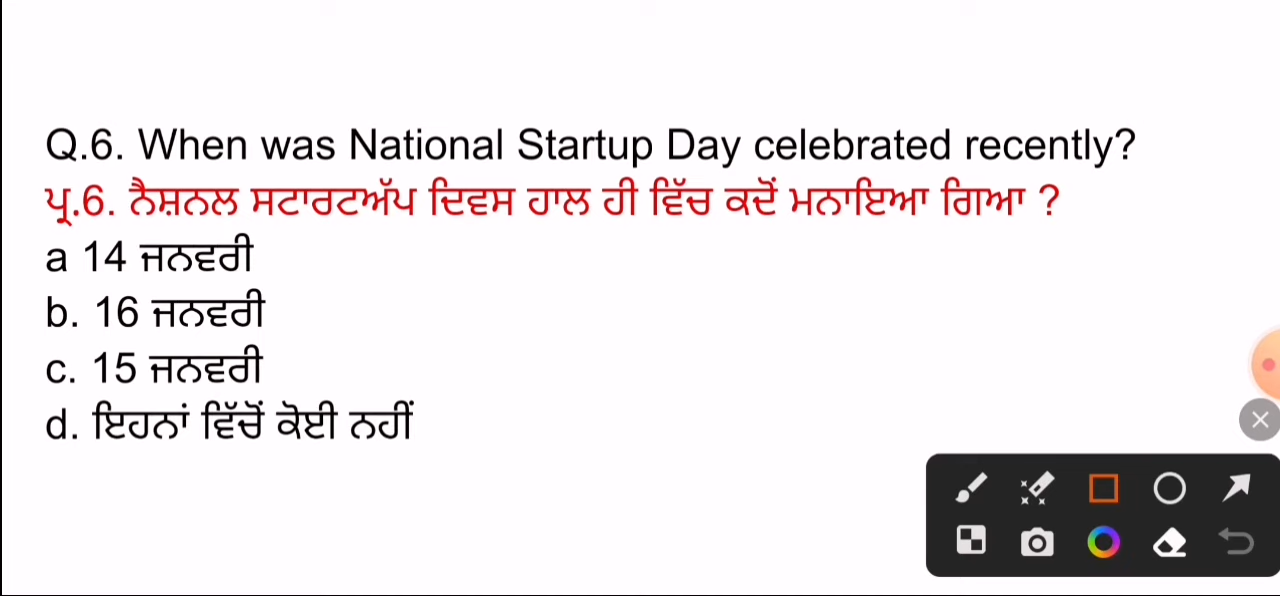 Q.6. When was National Startup Day celebrated recently?
ਪ੍ਰ.6. ਨੈਸ਼ਨਲ ਸਟਾਰਟਅੱਪ ਦਿਵਸ ਹਾਲ ਹੀ ਵਿੱਚ ਕਦੋਂ ਮਨਾਇਆ ਗਿਆ ?
a 14 ਜਨਵਰੀ
b. 16 ਜਨਵਰੀ
c. 15 ਜਨਵਰੀ
d. ਇਹਨਾਂ ਵਿੱਚੋਂ ਕੋਈ ਨਹੀਂ